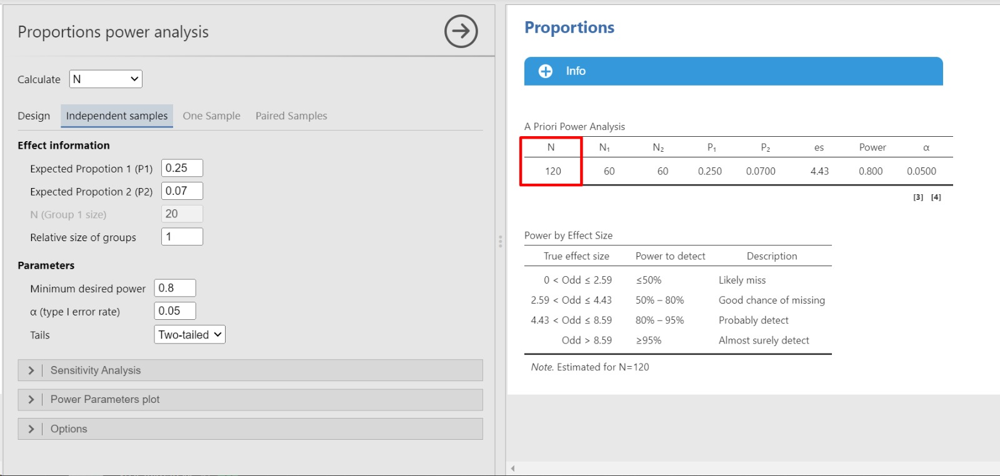 Proportions power analysis
Calculate N
Design Independent samples One Sample Paired Samples
Effect information
Expected Propotion 1 (P1) 0.25
Expected Propotion 2 (P2) 0.07
N (Group 1 size) 20
Relative size of groups 1
Parameters
Minimum desired power 0.8
α (type I error rate) 0.05
Tails Two-tailed
Sensitivity Analysis
Power Parameters plot
Options
Proportions
Info
A Priori Power Analysis
N N₁ N₂ P₁ P₂ es Power α
120 60 60 0.250 0.0700 4.43 0.800 0.0500
[3] [4]
Power by Effect Size
True effect size Power to detect Description
0 < Odd ≤ 2.59 ≤50% Likely miss
2.59 < Odd ≤ 4.43 50% – 80% Good chance of missing
4.43 < Odd ≤ 8.59 80% – 95% Probably detect
Odd > 8.59 ≥95% Almost surely detect
Note. Estimated for N=120